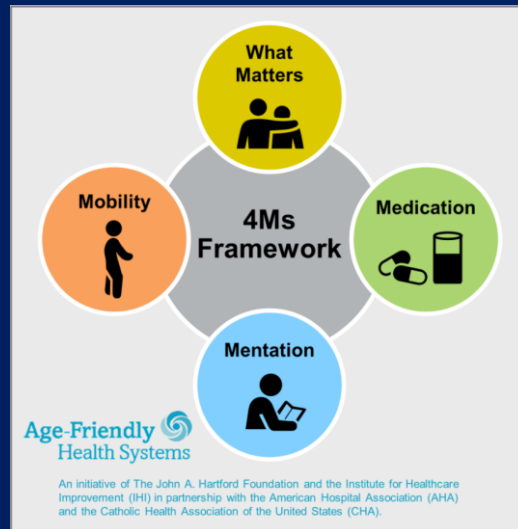 What
Matters
Mobility
4Ms
Framework
Medication
Mentation
Age-Friendly
Health Systems
An initiative of The John A. Hartford Foundation and the Institute for Healthcare
Improvement (IHI) in partnership with the American Hospital Association (AHA)
and the Catholic Health Association of the United States (CHA).